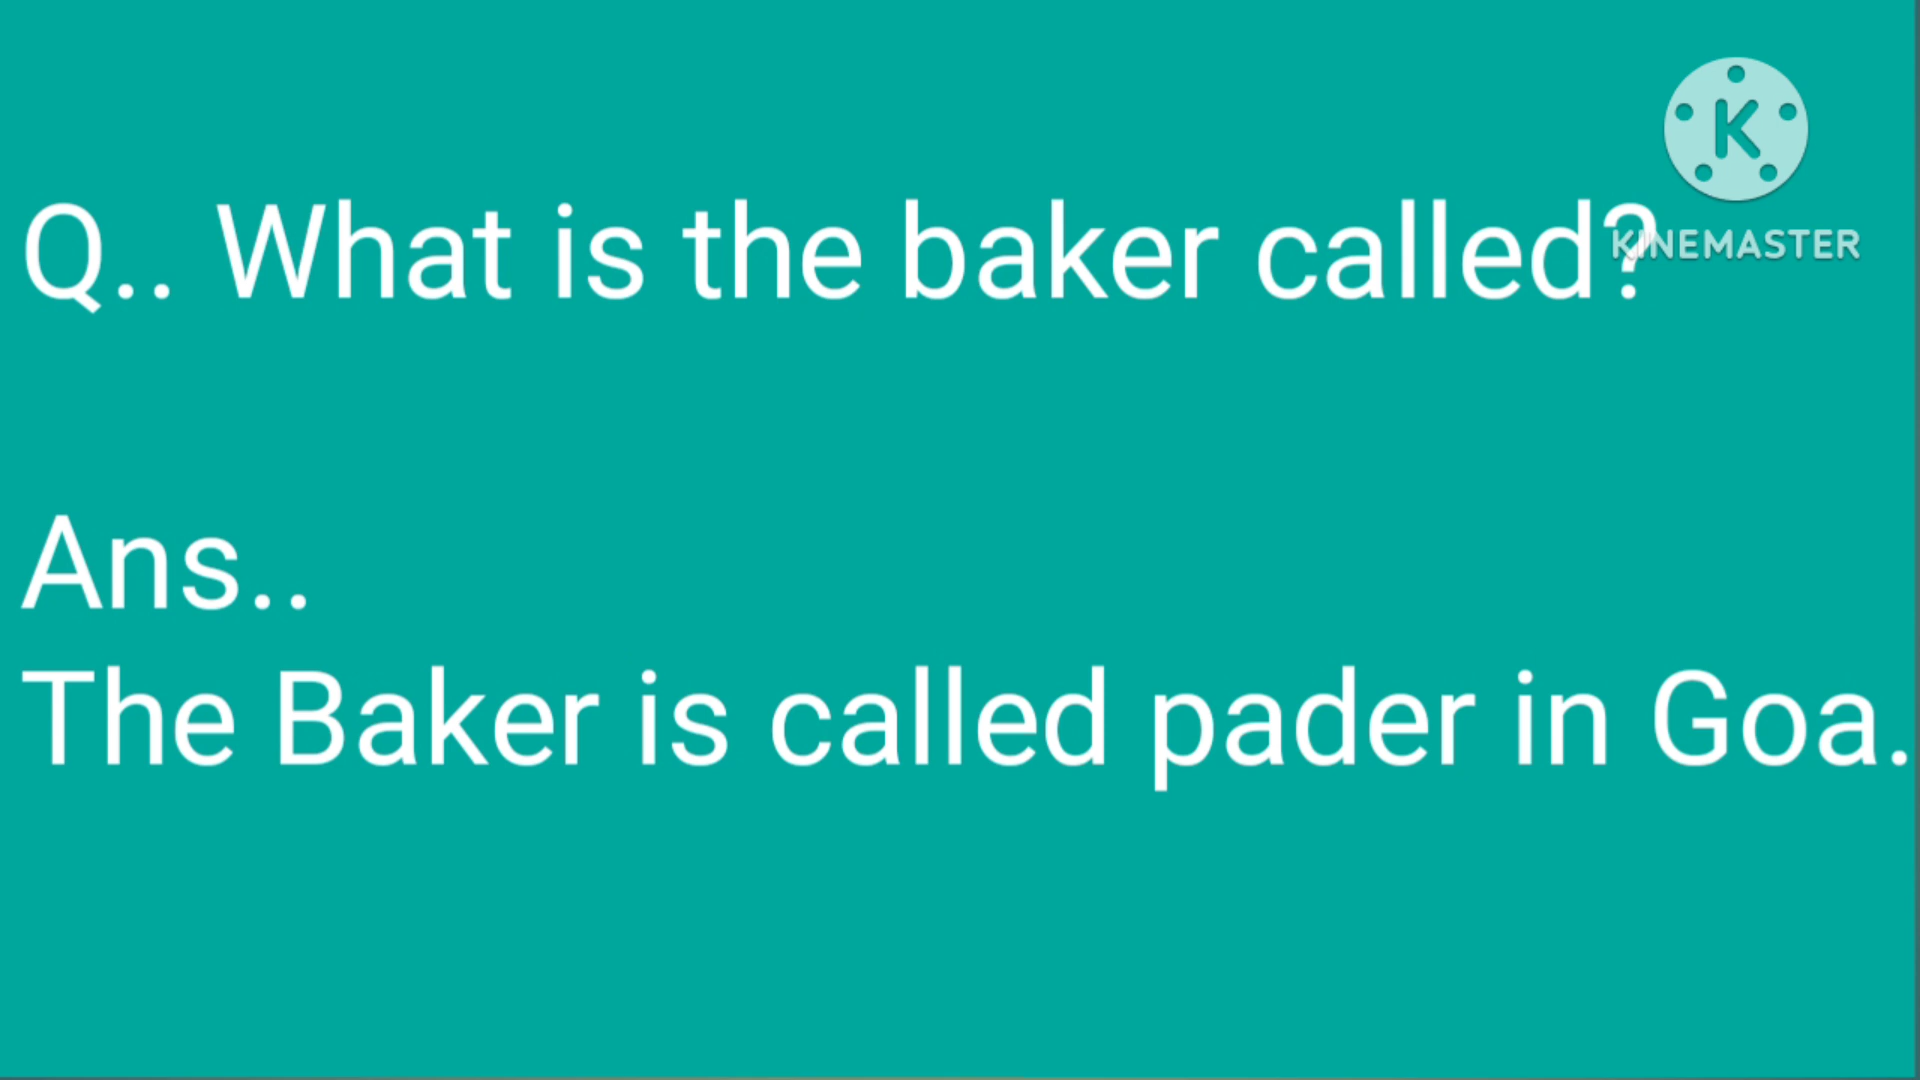 Q.. What is the baker called?
K
KINEMASTER
Ans..
The Baker is called pader in Goa.